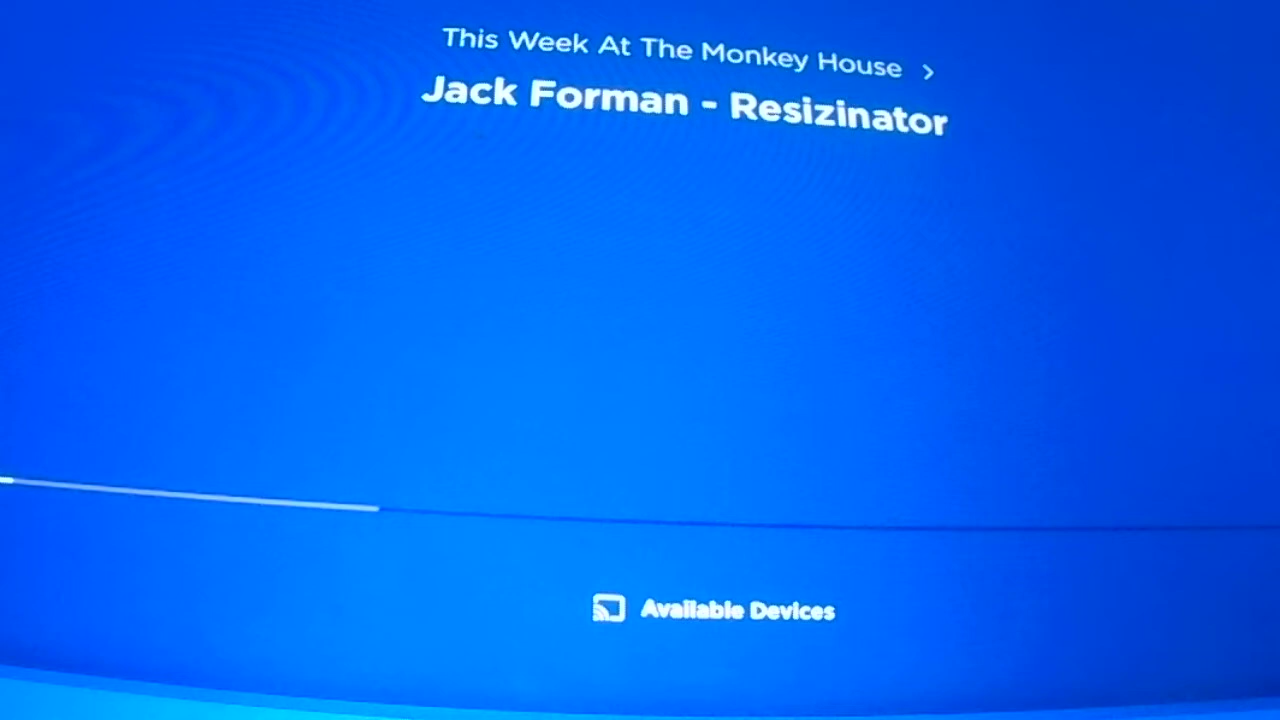 This Week At The Monkey House >
Jack Forman - Resizinator
Available Devices